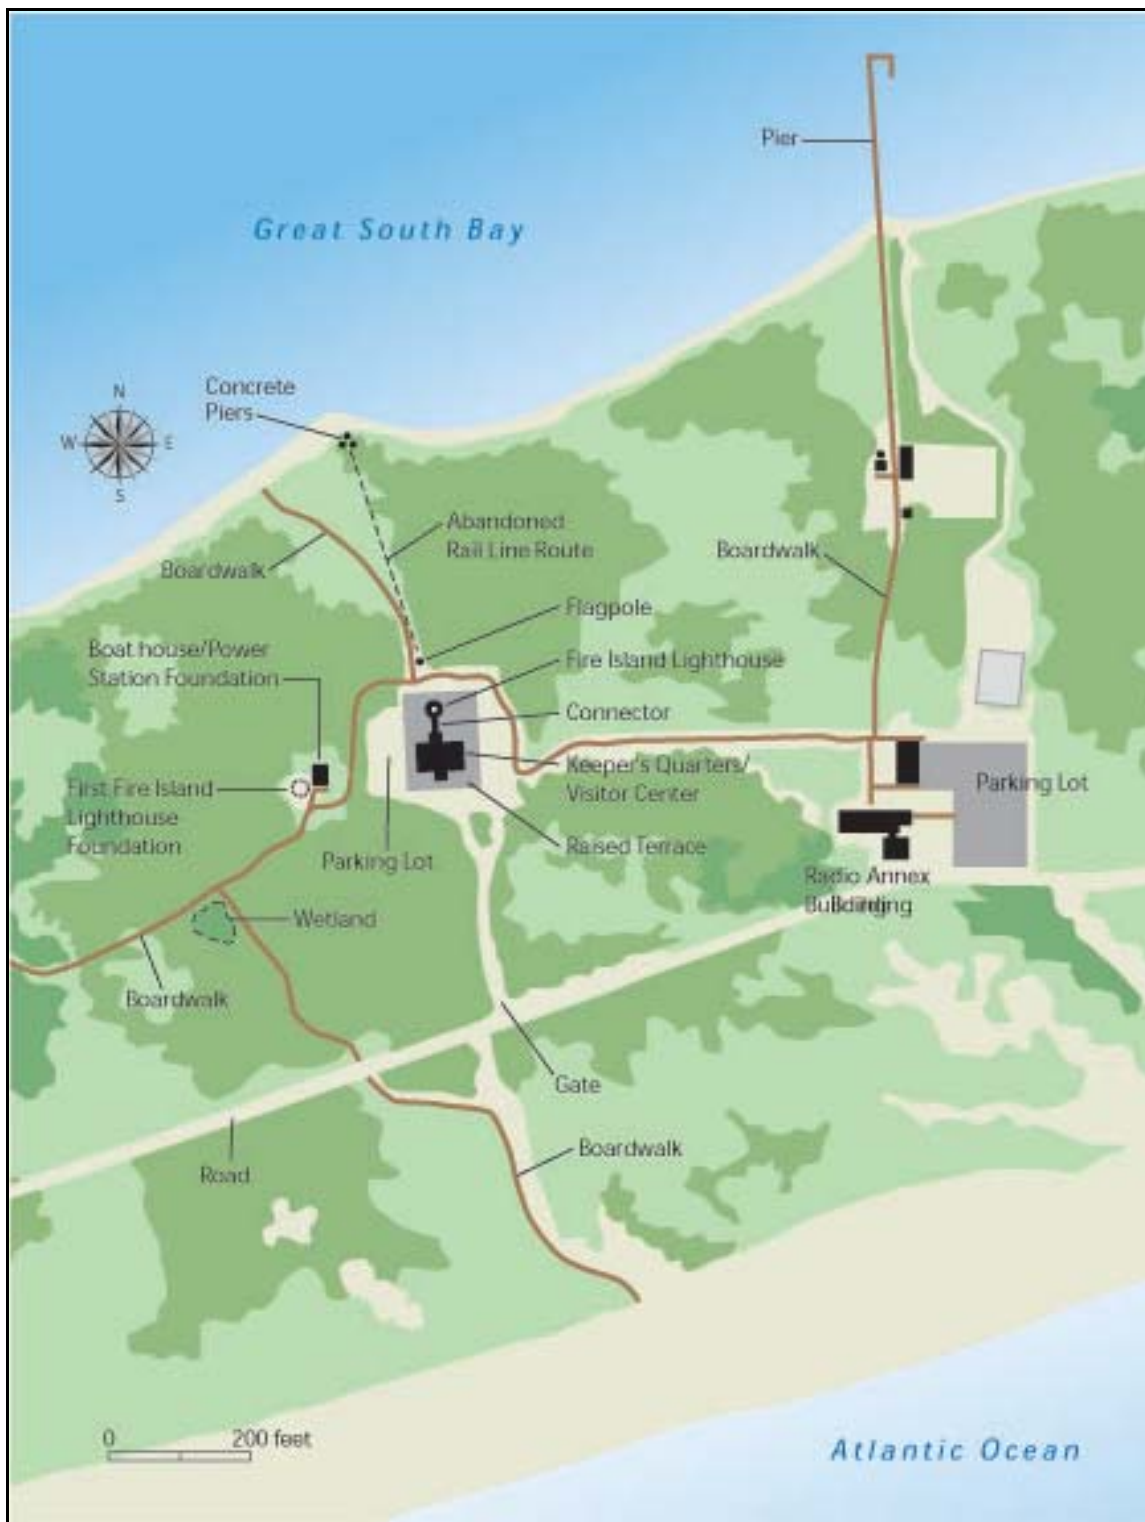 Pier
Great South Bay
Concrete
Piers
N
W E
S
Abandoned
Rail Line Route
Boardwalk
Boardwalk
Flagpole
Boat house/Power
Station Foundation
Fire Island Lighthouse
Connector
Keeper's Quarters/
Visitor Center
First Fire Island
Lighthouse
Foundation
Parking Lot
Raised Terrace
Parking Lot
Radio Annex
Building
Wetland
Boardwalk
Gate
Boardwalk
Road
0 200 feet
Atlantic Ocean